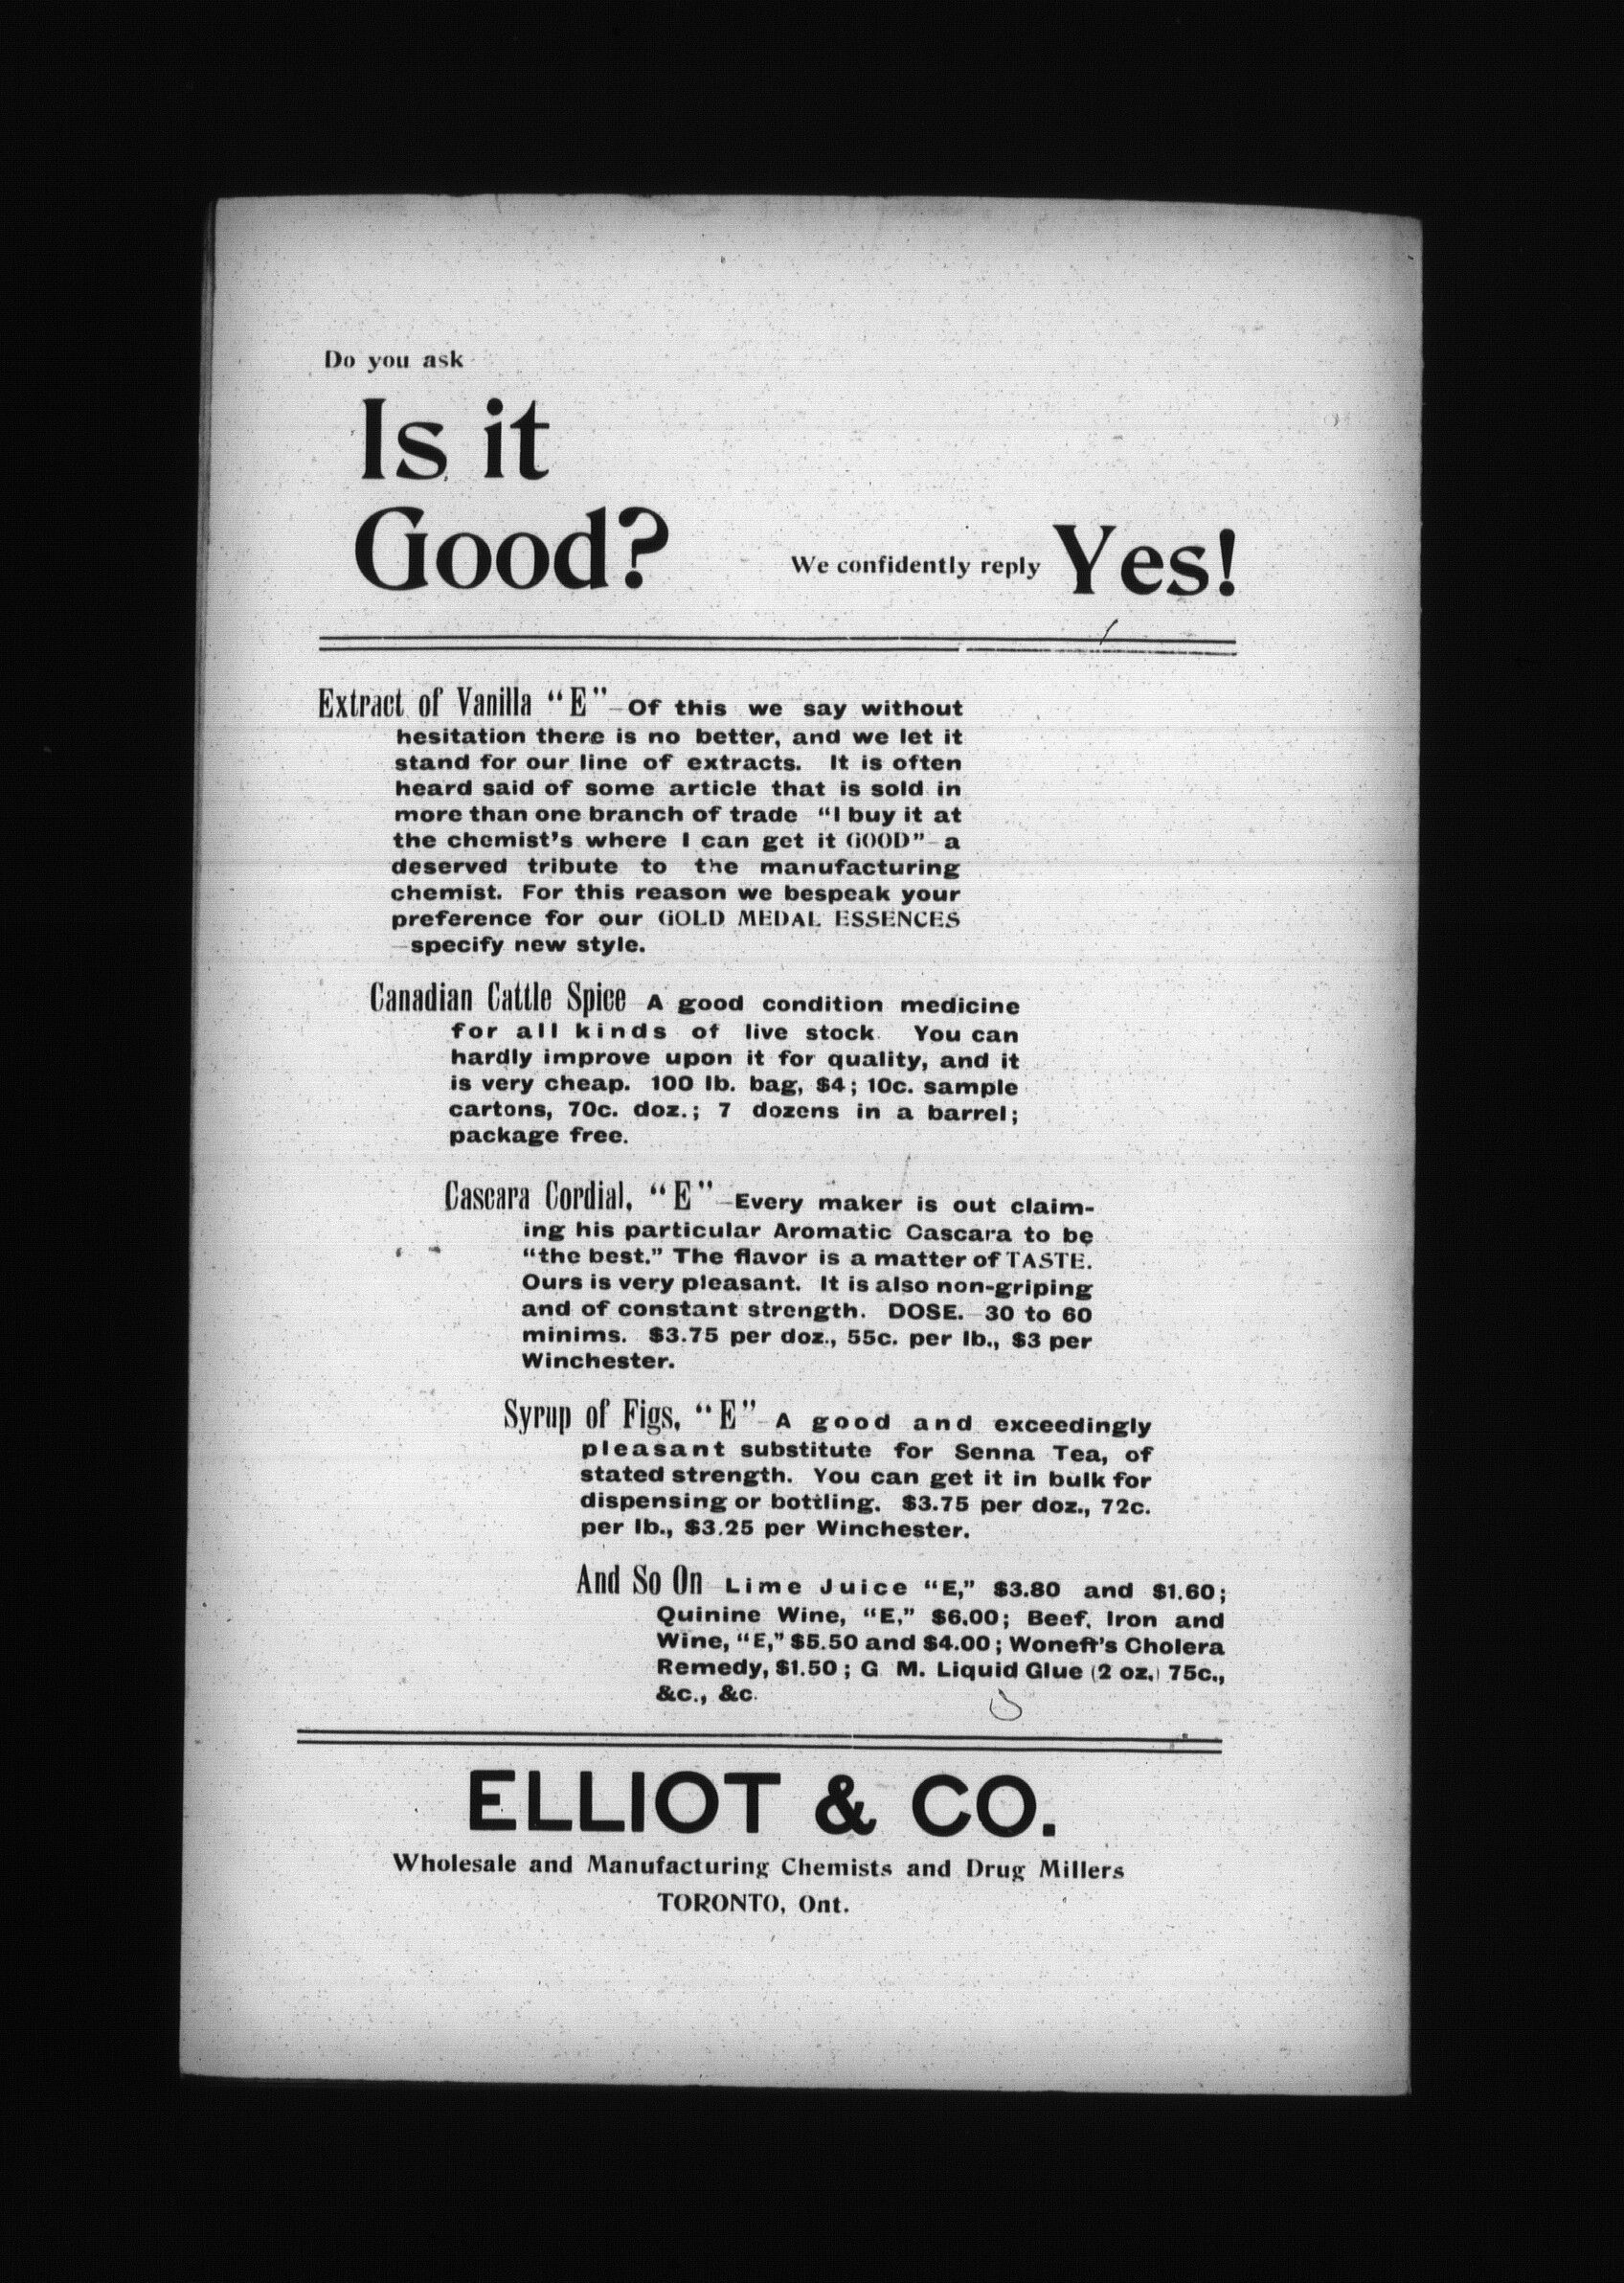 Do you ask
Is it
Good?
We confidently reply Yes!
Extract of Vanilla “E”—Of this we say without
hesitation there is no better, and we let it
stand for our line of extracts. It is often
heard said of some article that is sold in
more than one branch of trade “I buy it at
the chemist’s where I can get it GOOD”—a
deserved tribute to the manufacturing
chemist. For this reason we bespeak your
preference for our GOLD MEDAL ESSENCES
—specify new style.
Canadian Cattle Spice A good condition medicine
for all kinds of live stock. You can
hardly improve upon it for quality, and it
is very cheap. 100 lb. bag, $4; 10c. sample
cartons, 70c. doz.; 7 dozens in a barrel;
package free.
Cascara Cordial, “E”—Every maker is out claim-
ing his particular Aromatic Cascara to be
“the best.” The flavor is a matter of TASTE.
Ours is very pleasant. It is also non-griping
and of constant strength. DOSE.—30 to 60
minims. $3.75 per doz., 55c. per lb., $3 per
Winchester.
Syrup of Figs, “E”—A good and exceedingly
pleasant substitute for Senna Tea, of
stated strength. You can get it in bulk for
dispensing or bottling. $3.75 per doz., 72c.
per lb., $3.25 per Winchester.
And So On—Lime Juice “E,” $3.80 and $1.60;
Quinine Wine, “E,” $6.00; Beef, Iron and
Wine, “E,” $5.50 and $4.00; Woneft’s Cholera
Remedy, $1.50; G. M. Liquid Glue (2 oz.) 75c.,
&c., &c.
ELLIOT & CO.
Wholesale and Manufacturing Chemists and Drug Millers
TORONTO, Ont.